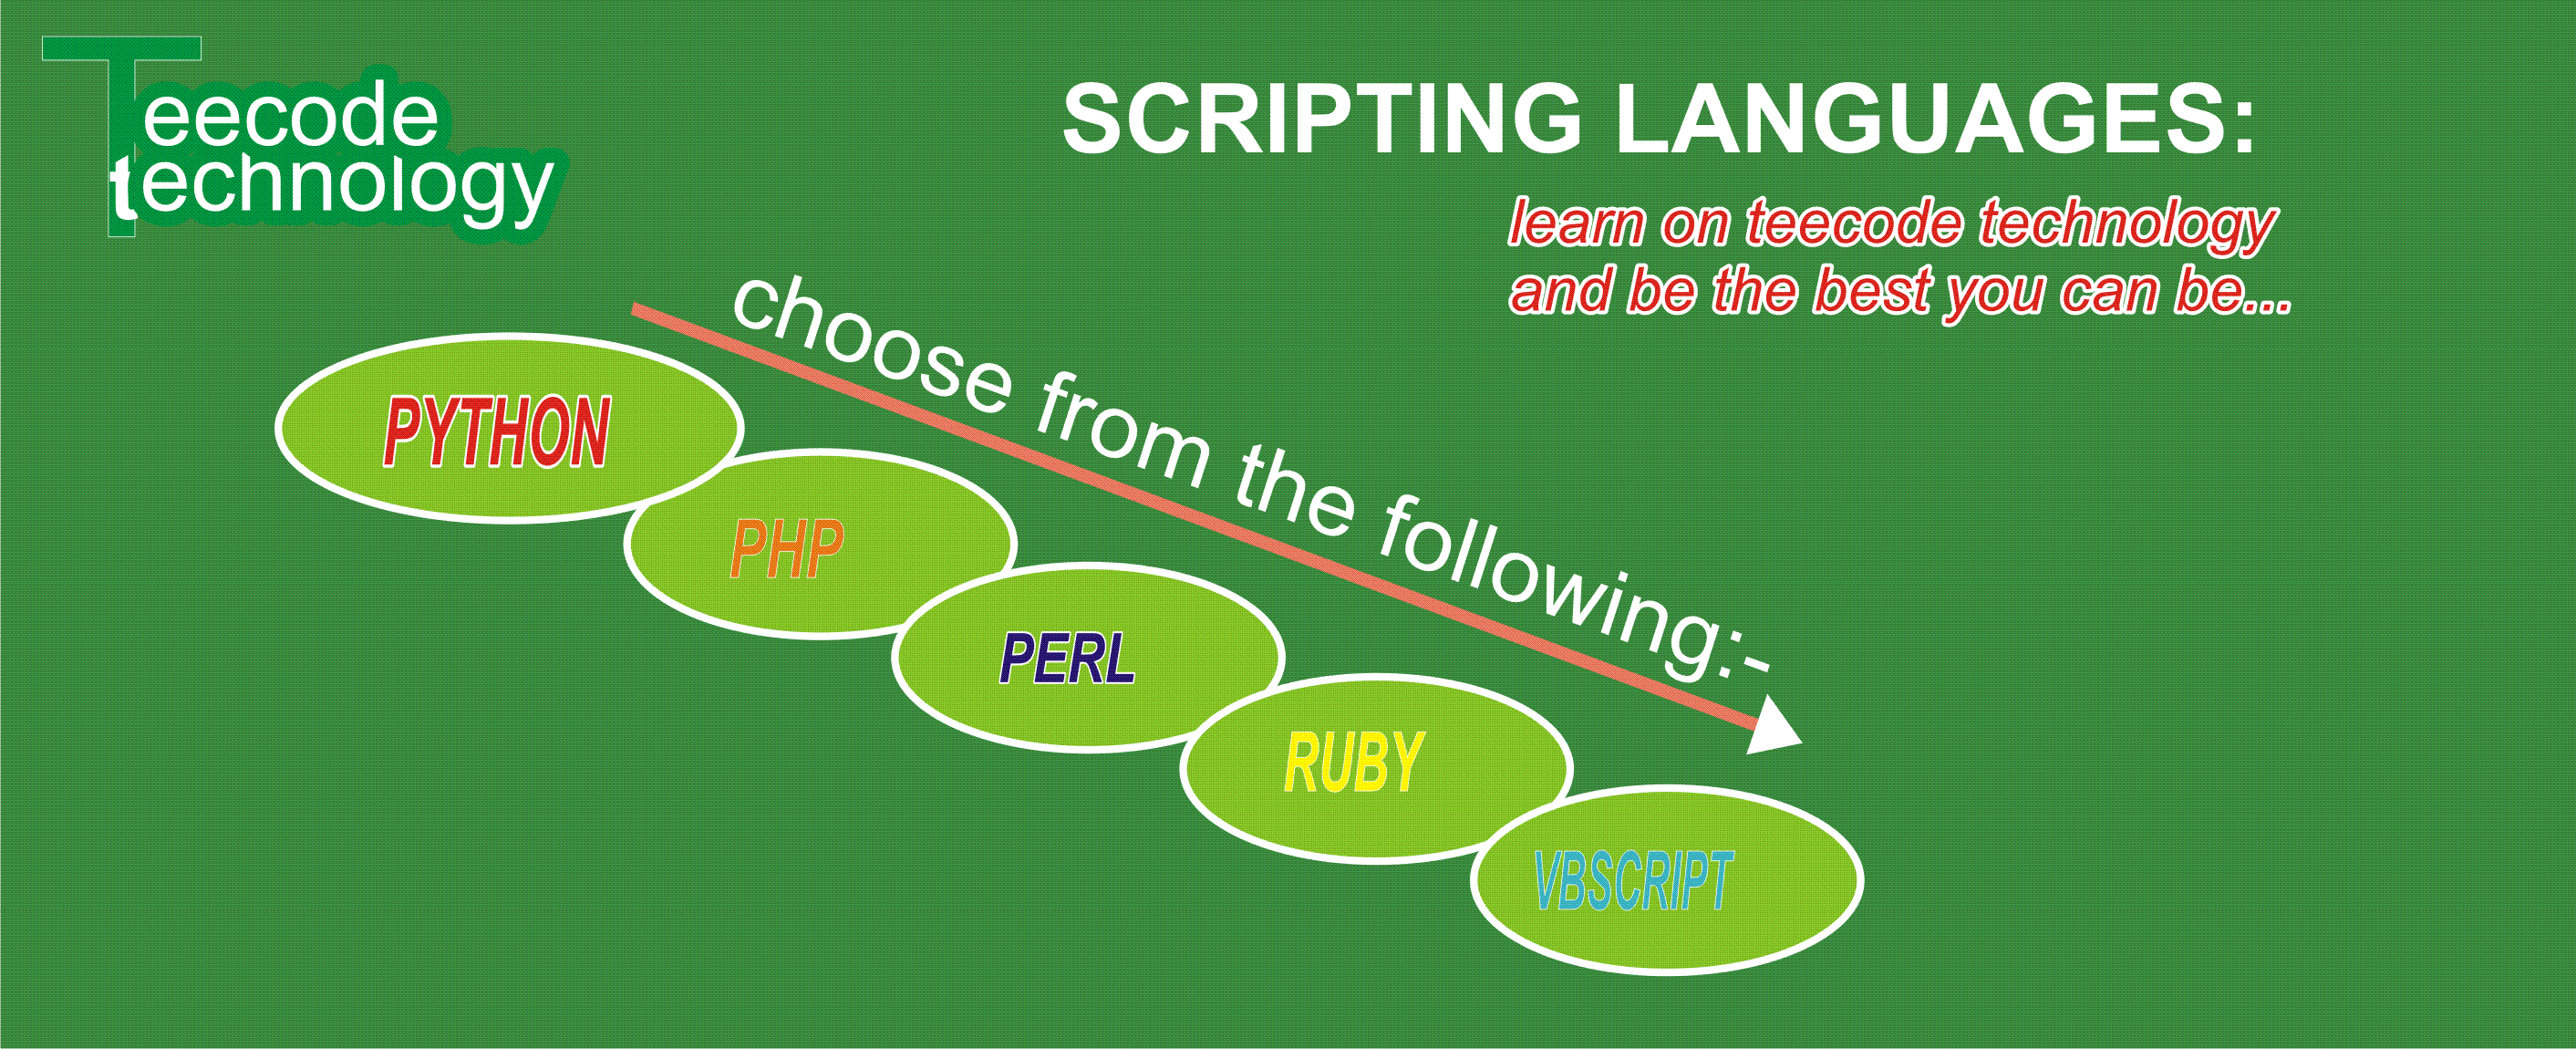 Teecode
technology
SCRIPTING LANGUAGES:
learn on teecode technology
and be the best you can be...
choose from the following:-
PYTHON
PHP
PERL
RUBY
VBSCRIPT